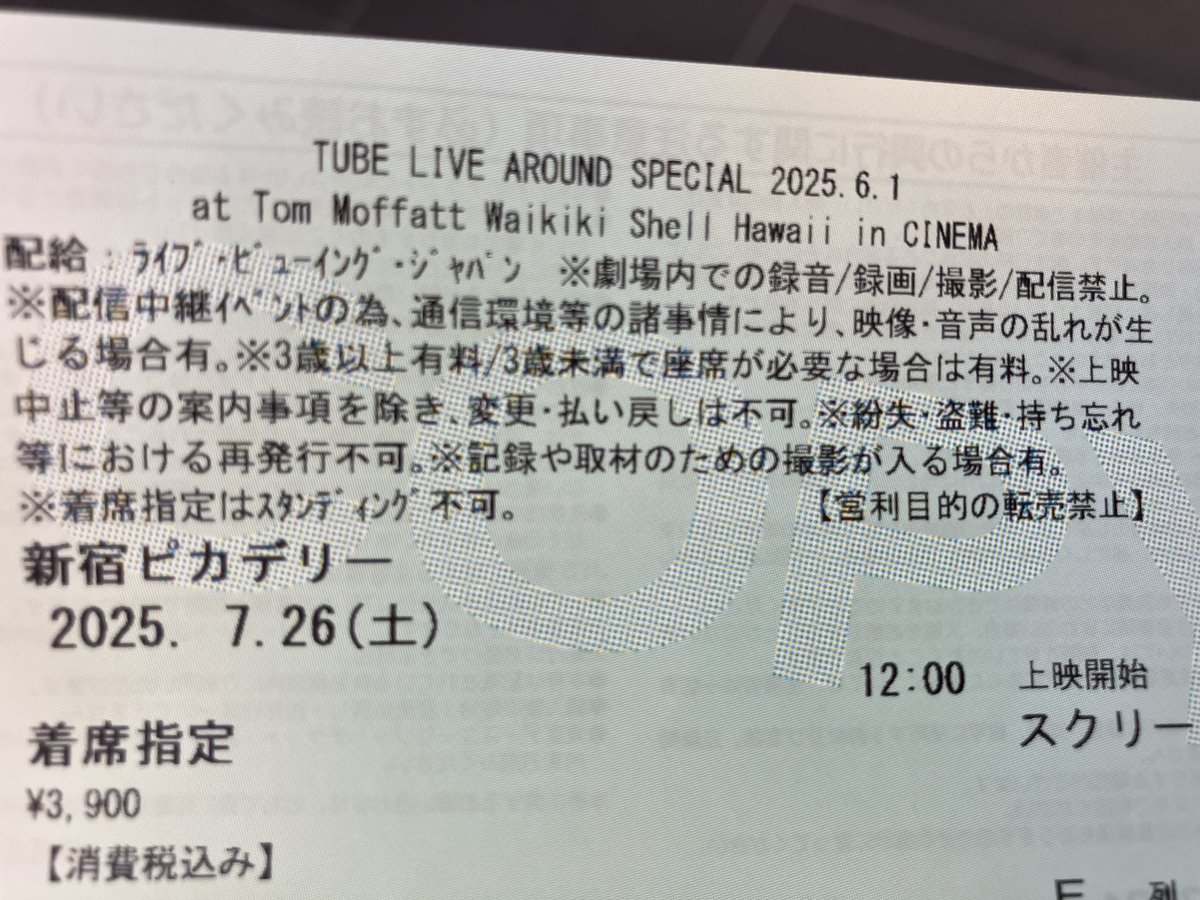 TUBE LIVE AROUND SPECIAL 2025.6.1
at Tom Moffatt Waikiki Shell Hawaii in CINEMA
配給：ﾗｲﾌﾞ･ﾋﾞｭｰｲﾝｸﾞ･ｼﾞｬﾊﾟﾝ ※劇場内での録音/録画/撮影/配信禁止。
※配信中継ｲﾍﾞﾝﾄの為、通信環境等の諸事情により、映像･音声の乱れが生
じる場合有。※3歳以上有料/3歳未満で座席が必要な場合は有料。※上映
中止等の案内事項を除き、変更･払い戻しは不可。※紛失･盗難･持ち忘れ
等における再発行不可。※記録や取材のための撮影が入る場合有。
※着席指定はｽﾀﾝﾃﾞｨﾝｸﾞ不可。 【営利目的の転売禁止】
新宿ピカデリー
2025. 7.26(土)
12:00 上映開始
スクリー
着席指定
¥3,900
【消費税込み】
列
COPY